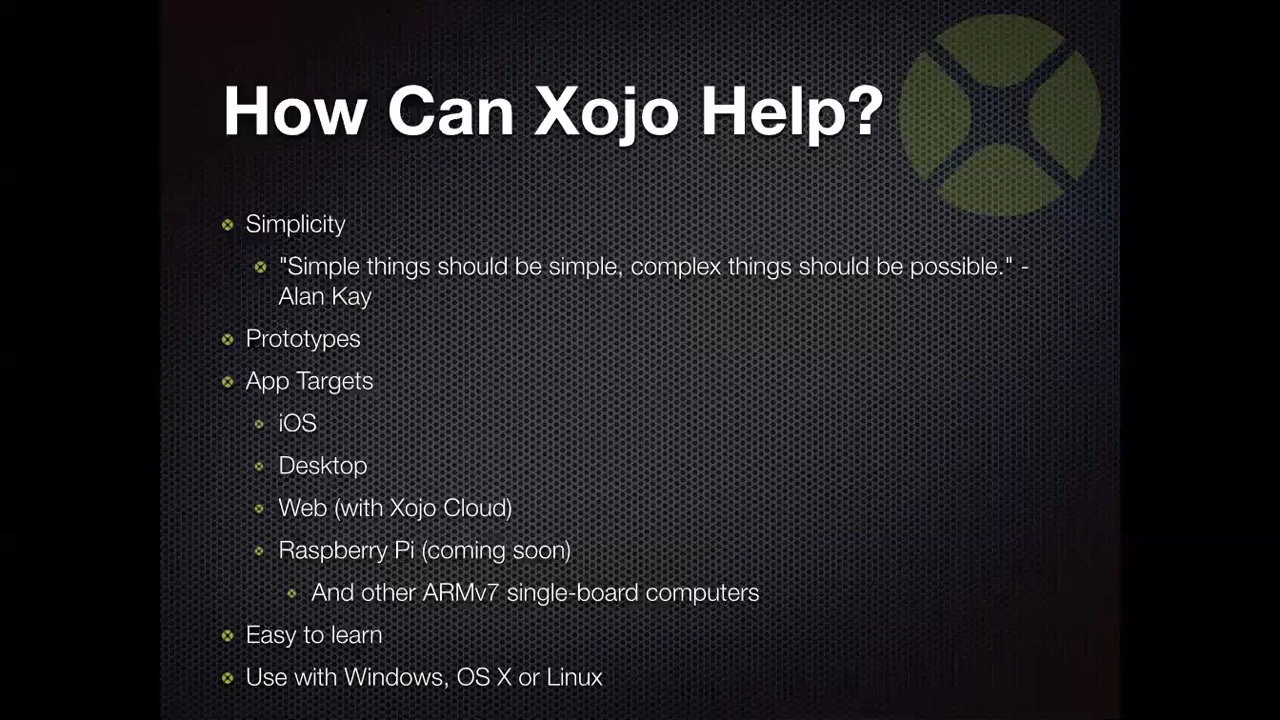 How Can Xojo Help?
Simplicity
"Simple things should be simple, complex things should be possible." -
Alan Kay
Prototypes
App Targets
iOS
Desktop
Web (with Xojo Cloud)
Raspberry Pi (coming soon)
And other ARMv7 single-board computers
Easy to learn
Use with Windows, OS X or Linux